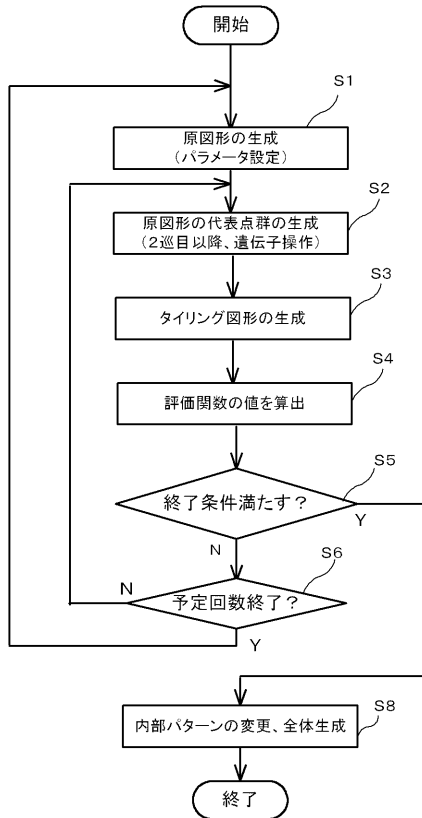 開始
S1
原図形の生成
(パラメータ設定)
S2
原図形の代表点群の生成
(2巡目以降、遺伝子操作)
S3
タイリング図形の生成
S4
評価関数の値を算出
S5
終了条件満たす?
Y
N
S6
N
予定回数終了?
Y
S8
内部パターンの変更、全体生成
終了